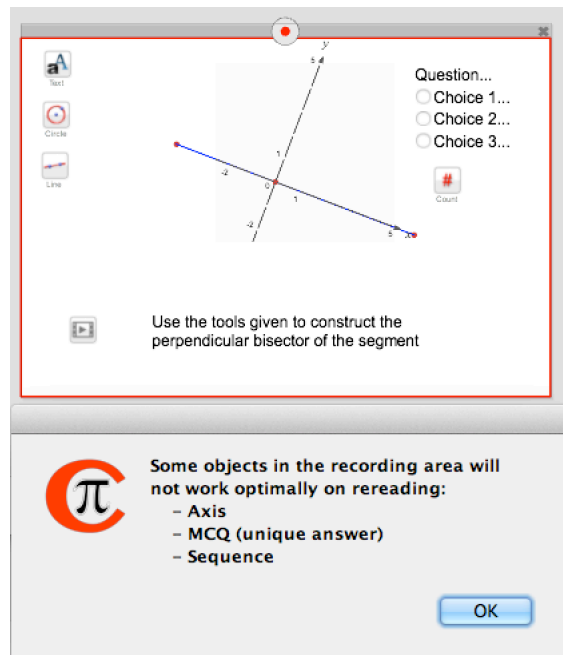 aA
Text
Circle
Line
y
5
1
-2
0
1
-2
5
x
Question...
Choice 1...
Choice 2...
Choice 3...
#
Count
Use the tools given to construct the
perpendicular bisector of the segment
Cπ
Some objects in the recording area will
not work optimally on rereading:
– Axis
– MCQ (unique answer)
– Sequence
OK